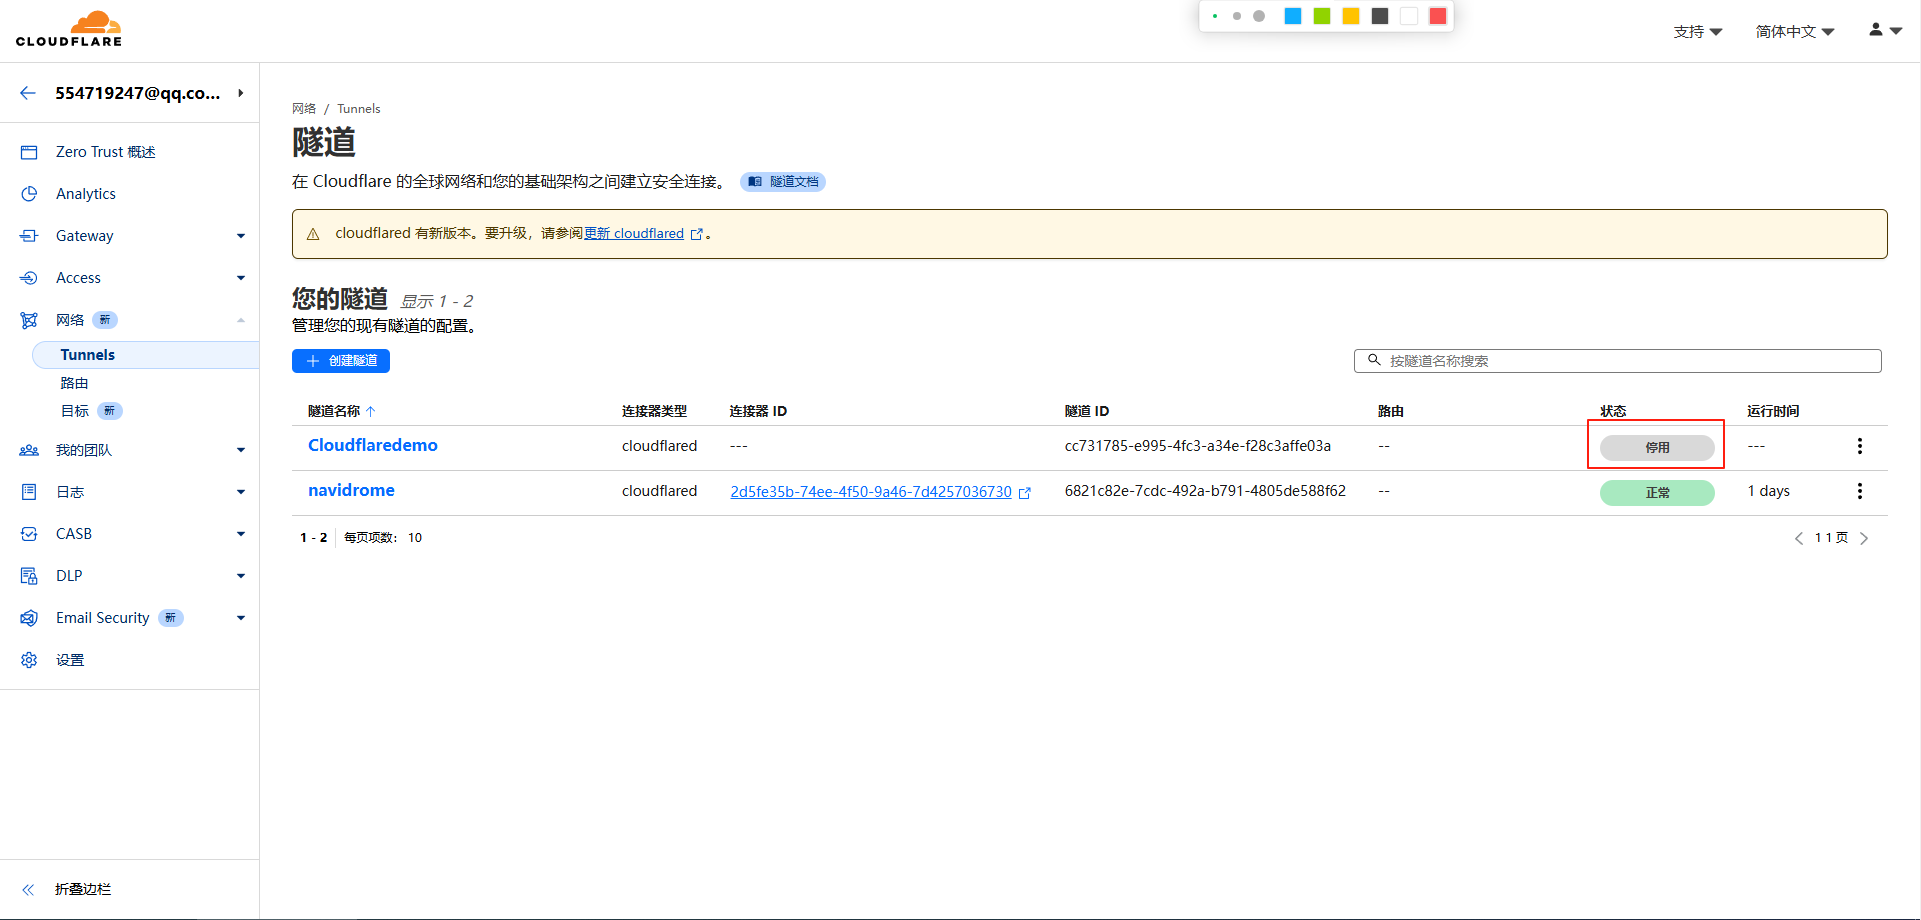 CLOUDFLARE
支持
简体中文
554719247@qq.co...
Zero Trust 概述
Analytics
Gateway
Access
网络 新
Tunnels
路由
目标 新
我的团队
日志
CASB
DLP
Email Security 新
设置
折叠边栏
网络 / Tunnels
隧道
在 Cloudflare 的全球网络和您的基础架构之间建立安全连接。 隧道文档
cloudflared 有新版本。要升级，请参阅更新 cloudflared 。
您的隧道 显示 1 - 2
管理您的现有隧道的配置。
创建隧道
按隧道名称搜索
隧道名称 连接器类型 连接器 ID 隧道 ID 路由 状态 运行时间
Cloudflaredemo cloudflared --- cc731785-e995-4fc3-a34e-f28c3affe03a -- 停用 ---
navidrome cloudflared 2d5fe35b-74ee-4f50-9a46-7d4257036730 6821c82e-7cdc-492a-b791-4805de588f62 -- 正常 1 days
1 - 2 每页项数： 10 1 1 页